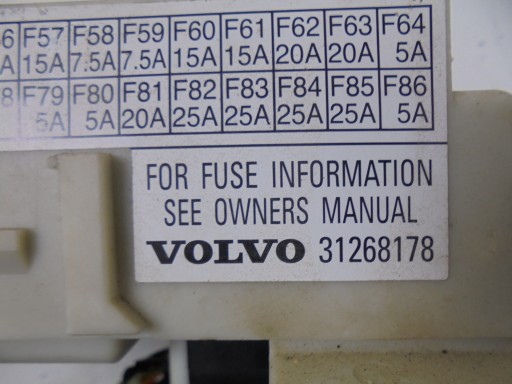 6 F57 F58 F59 F60 F61 F62 F63 F64
A 15A 7.5A 7.5A 15A 15A 20A 20A 5A
8 F79 F80 F81 F82 F83 F84 F85 F86
5A 5A 20A 25A 25A 25A 25A 5A
FOR FUSE INFORMATION
SEE OWNERS MANUAL
VOLVO 31268178